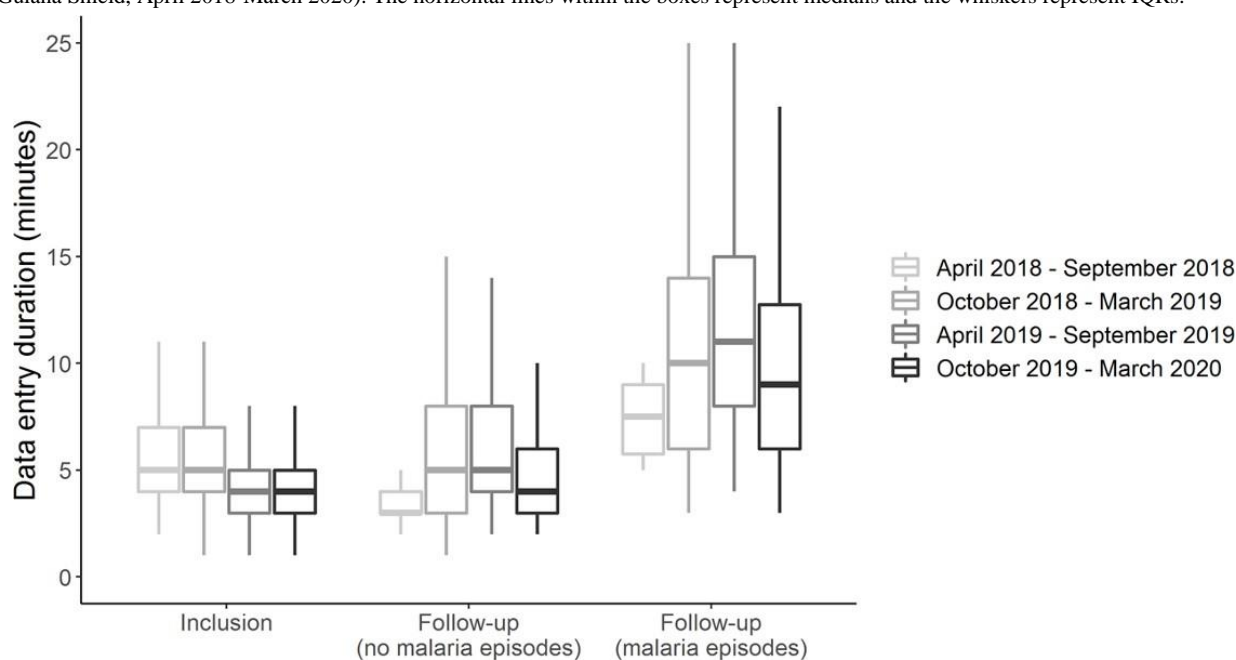 Guiana Shield, April 2018-March 2020). The horizontal lines within the boxes represent medians and the whiskers represent IQRs.
25
20
15
10
5
0
Data entry duration (minutes)
Inclusion
Follow-up
(no malaria episodes)
Follow-up
(malaria episodes)
April 2018 - September 2018
October 2018 - March 2019
April 2019 - September 2019
October 2019 - March 2020